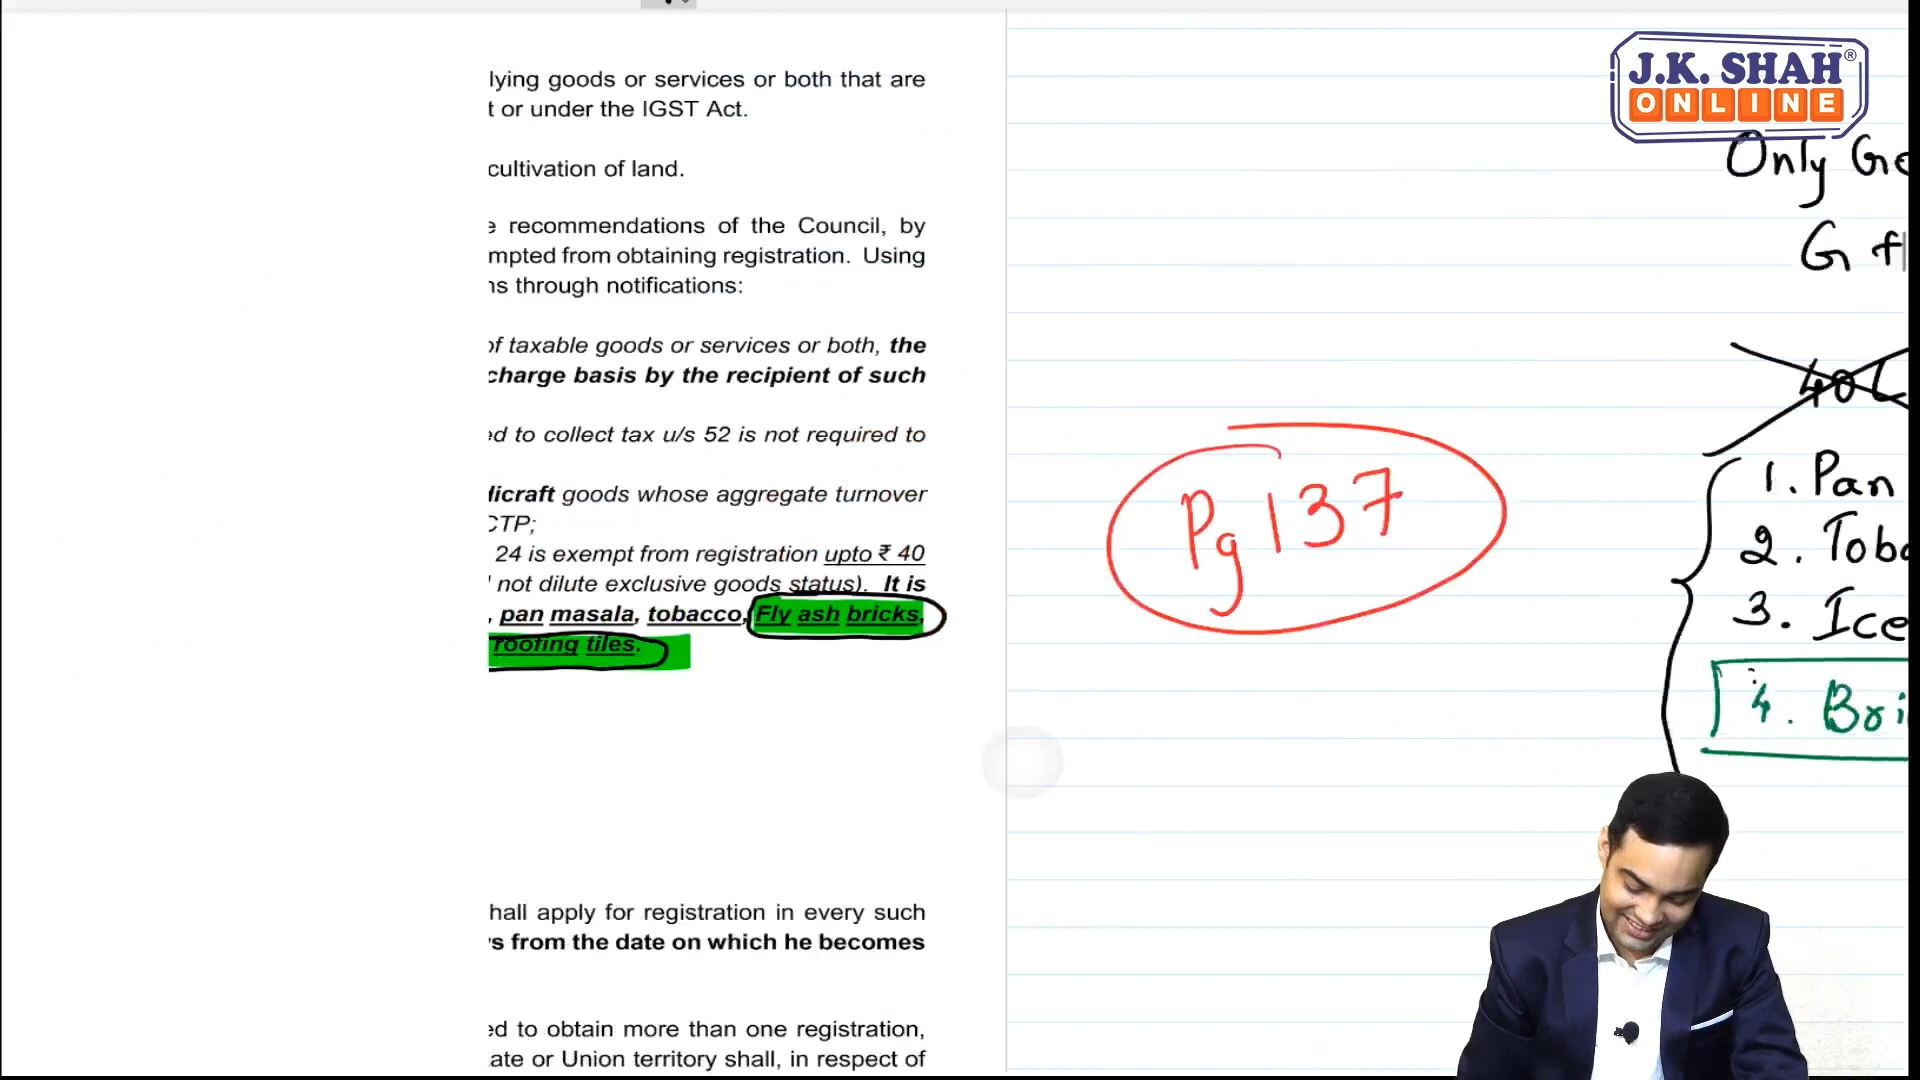 J.K. SHAH®
ONLINE
lying goods or services or both that are
t or under the IGST Act.
cultivation of land.
recommendations of the Council, by
mpted from obtaining registration. Using
ns through notifications:
of taxable goods or services or both, the
charge basis by the recipient of such
ed to collect tax u/s 52 is not required to
dicraft goods whose aggregate turnover
CTP;
24 is exempt from registration upto ₹ 40
not dilute exclusive goods status). It is
, pan masala, tobacco, Fly ash bricks,
roofing tiles.
hall apply for registration in every such
s from the date on which he becomes
ed to obtain more than one registration,
ate or Union territory shall, in respect of
Pg 137
Only Go
G f
40 L
1. Pan
2. Toba
3. Ice
4. Bri